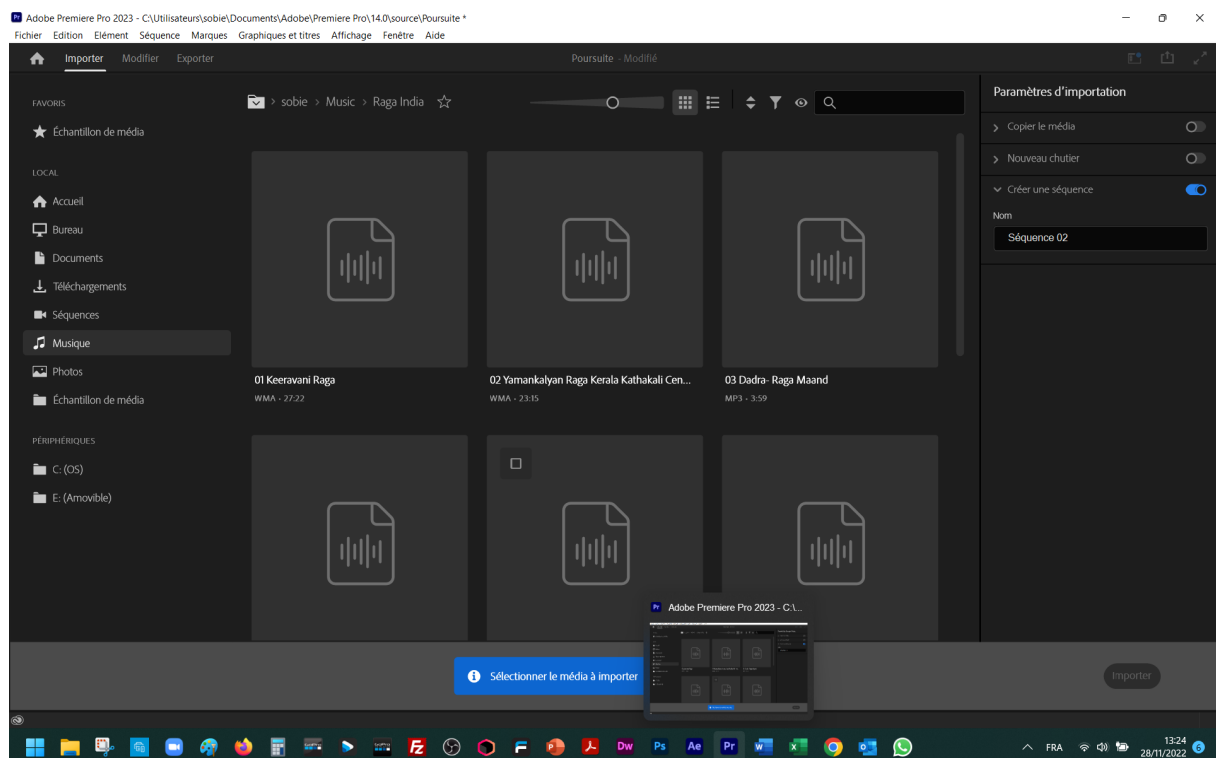 Adobe Premiere Pro 2023 - C:\Utilisateurs\sobie\Documents\Adobe\Premiere Pro\14.0\source\Poursuite *
Fichier Edition Elément Séquence Marques Graphiques et titres Affichage Fenêtre Aide
Importer Modifier Exporter
Poursuite - Modifié
FAVORIS
Échantillon de média
LOCAL
Accueil
Bureau
Documents
Téléchargements
Séquences
Musique
Photos
Échantillon de média
PÉRIPHÉRIQUES
C: (OS)
E: (Amovible)
> sobie > Music > Raga India
01 Keeravani Raga
WMA - 27:22
02 Yamankalyan Raga Kerala Kathakali Cen...
WMA - 23:15
03 Dadra- Raga Maand
MP3 - 3:59
Paramètres d'importation
Copier le média
Nouveau chutier
Créer une séquence
Nom
Séquence 02
Adobe Premiere Pro 2023 - C:\...
Sélectionner le média à importer
Importer
Dw Ps Ae Pr
FRA
13:24
28/11/2022
6